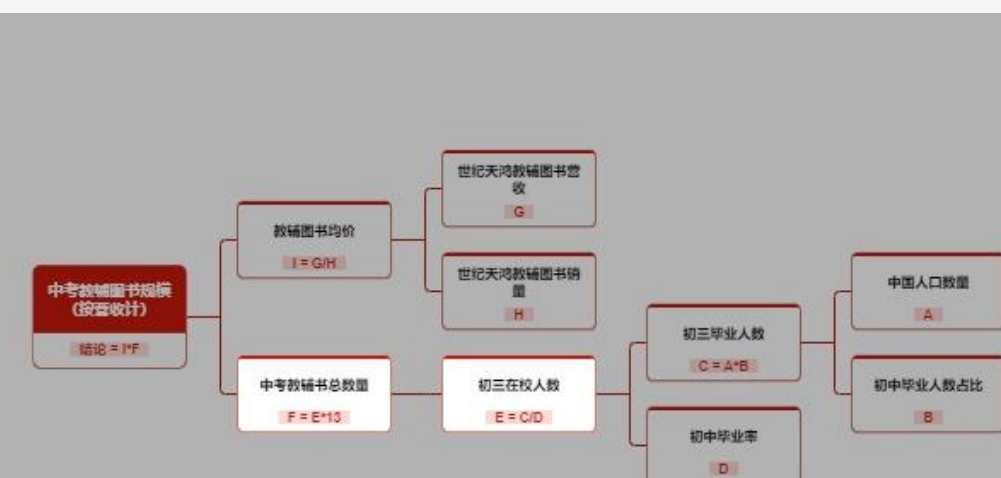 世纪天鸿教辅图书营
收
G
教辅图书均价
I = G/H
世纪天鸿教辅图书销
量
H
中国人口数量
A
中考教辅图书规模
(按营收计)
结论 = I*F
初三毕业人数
C = A*B
中考教辅书总数量
F = E*13
初三在校人数
E = C/D
初中毕业人数占比
B
初中毕业率
D